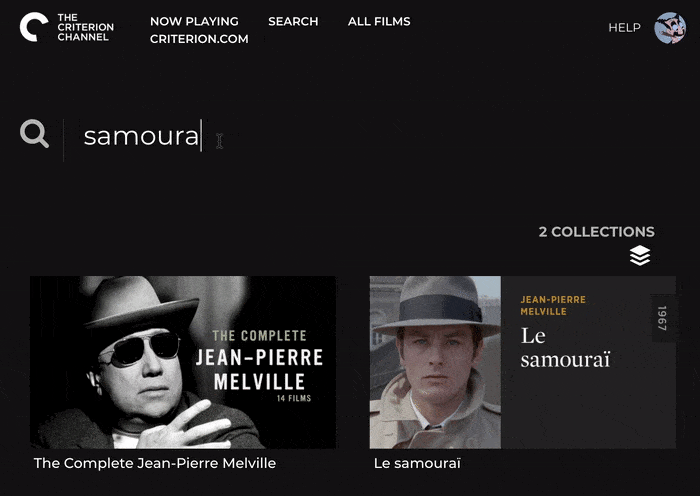 THE
CRITERION
CHANNEL
NOW PLAYING
SEARCH
ALL FILMS
CRITERION.COM
HELP
samoura
2 COLLECTIONS
THE COMPLETE
JEAN-PIERRE
MELVILLE
14 FILMS
The Complete Jean-Pierre Melville
JEAN-PIERRE
MELVILLE
Le
samouraï
1967
Le samouraï